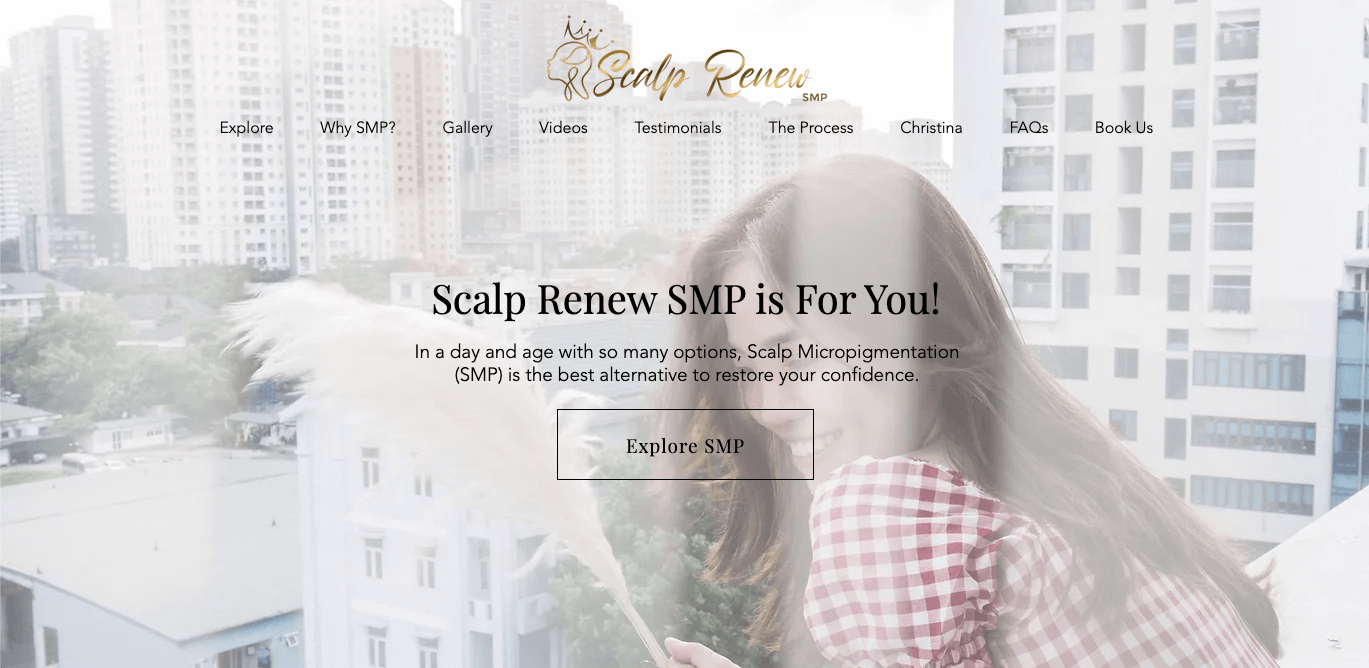 Scalp Renew
SMP
Explore Why SMP? Gallery Videos Testimonials The Process Christina FAQs Book Us
Scalp Renew SMP is For You!
In a day and age with so many options, Scalp Micropigmentation
(SMP) is the best alternative to restore your confidence.
Explore SMP